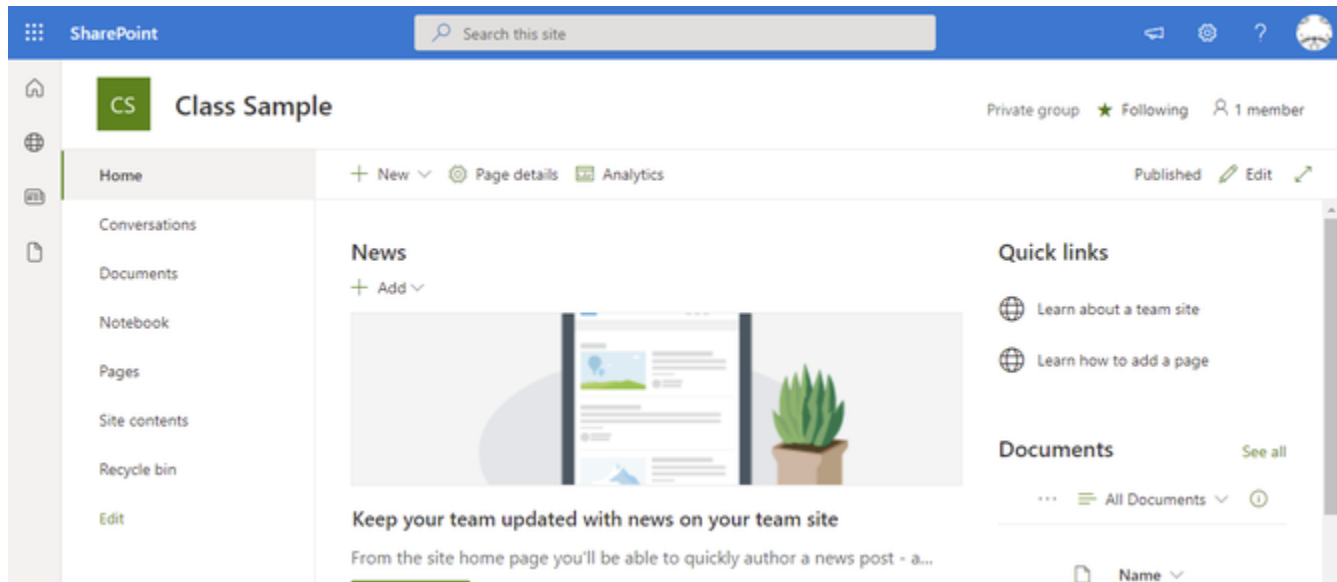 SharePoint
Search this site
?
CS
Class Sample
Private group ★ Following 1 member
Home
Conversations
Documents
Notebook
Pages
Site contents
Recycle bin
Edit
+ New Page details Analytics
Published Edit
News
+ Add
Keep your team updated with news on your team site
From the site home page you'll be able to quickly author a news post - a...
Quick links
Learn about a team site
Learn how to add a page
Documents See all
··· All Documents
Name